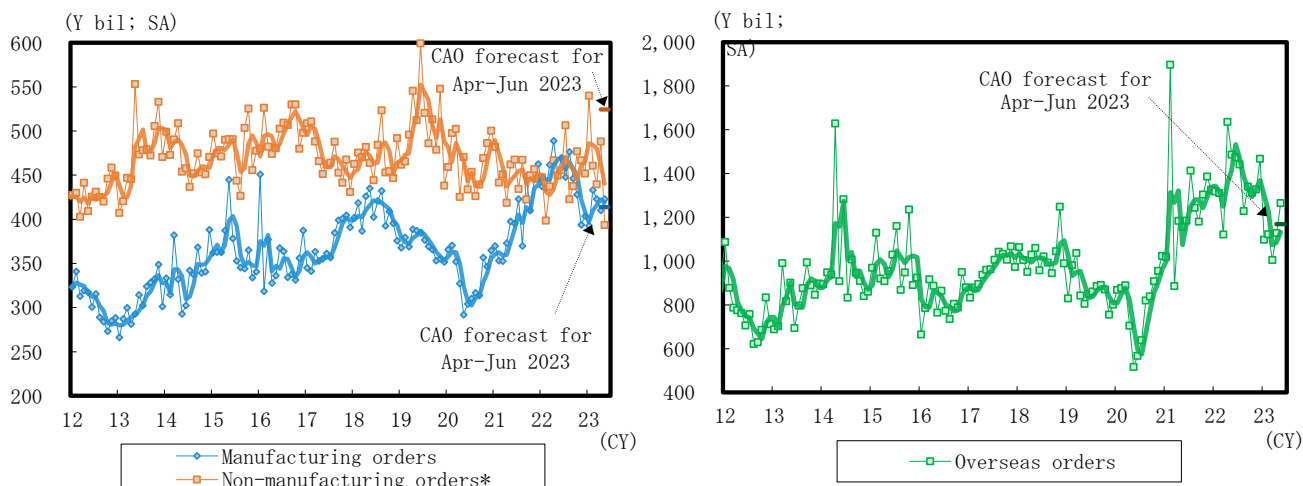 (Y bil; SA)
600
550
500
450
400
350
300
250
200
CAO forecast for
Apr-Jun 2023
CAO forecast for
Apr-Jun 2023
12 13 14 15 16 17 18 19 20 21 22 23
(CY)
Manufacturing orders
Non-manufacturing orders*
(Y bil;
SA)
2,000
1,800
1,600
1,400
1,200
1,000
800
600
400
CAO forecast for
Apr-Jun 2023
12 13 14 15 16 17 18 19 20 21 22 23
(CY)
Overseas orders